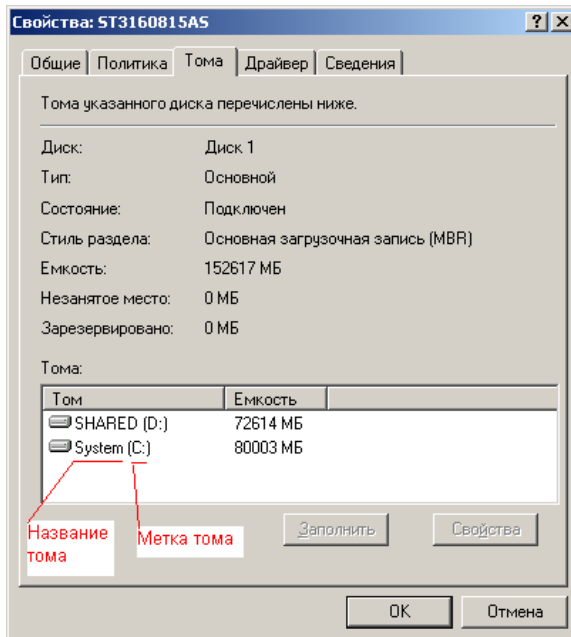 Свойства: ST3160815AS
Общие Политика Тома Драйвер Сведения
Тома указанного диска перечислены ниже.
Диск: Диск 1
Тип: Основной
Состояние: Подключен
Стиль раздела: Основная загрузочная запись (MBR)
Емкость: 152617 МБ
Незанятое место: 0 МБ
Зарезервировано: 0 МБ
Тома:
Том Емкость
SHARED (D:) 72614 МБ
System (C:) 80003 МБ
Название тома
Метка тома
Заполнить Свойства
OK Отмена